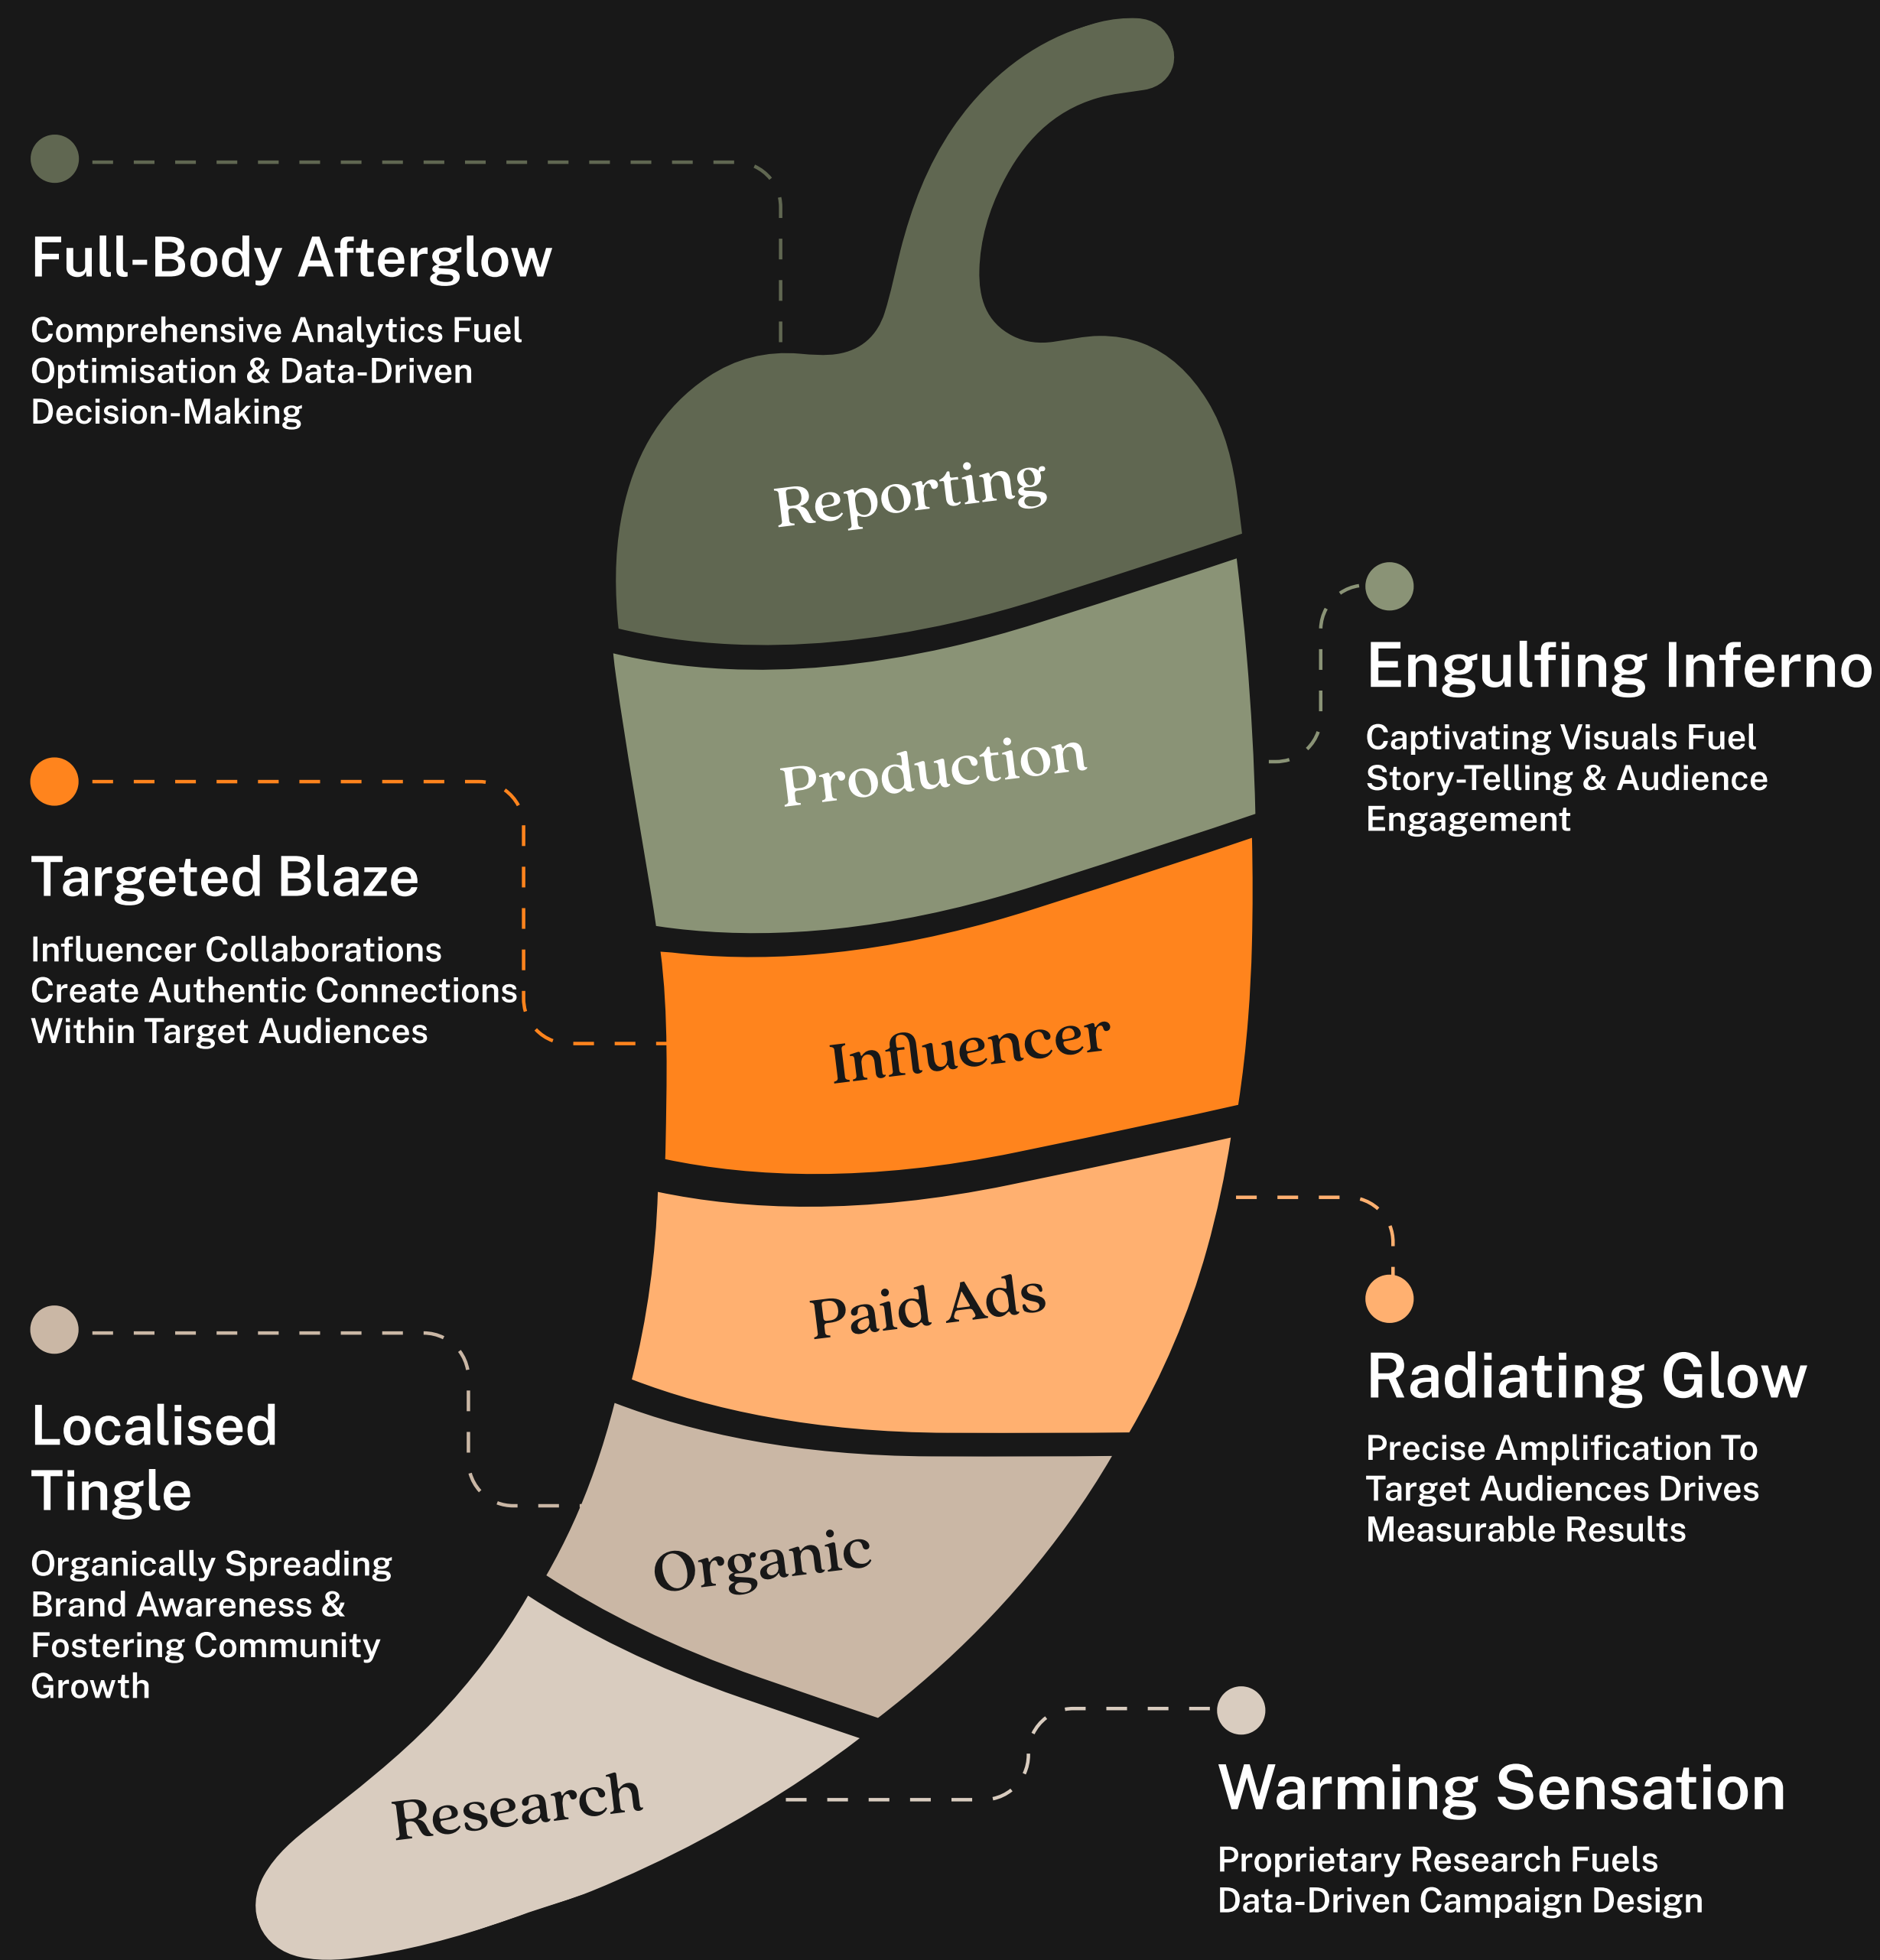 Full-Body Afterglow
Comprehensive Analytics Fuel
Optimisation & Data-Driven
Decision-Making
Reporting
Engulfing Inferno
Captivating Visuals Fuel
Story-Telling & Audience
Engagement
Production
Targeted Blaze
Influencer Collaborations
Create Authentic Connections
Within Target Audiences
Influencer
Paid Ads
Radiating Glow
Precise Amplification To
Target Audiences Drives
Measurable Results
Localised
Tingle
Organically Spreading
Brand Awareness &
Fostering Community
Growth
Organic
Research
Warming Sensation
Proprietary Research Fuels
Data-Driven Campaign Design